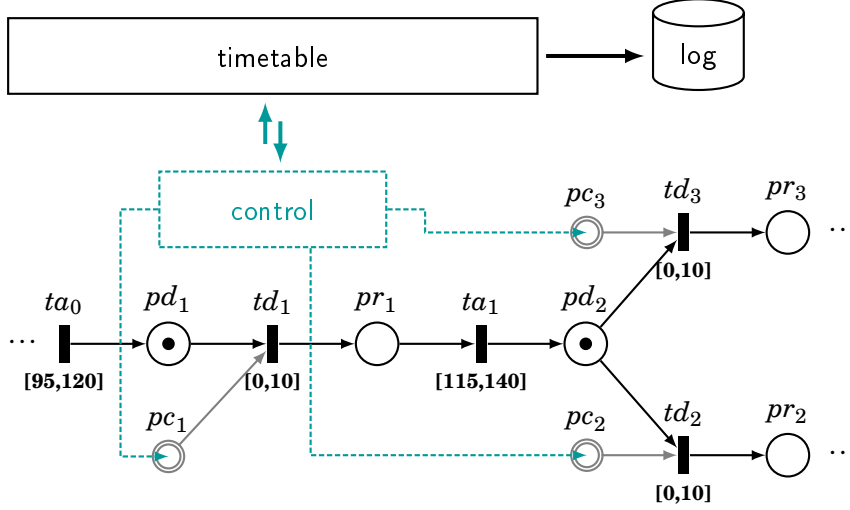 timetable
log
control
pc₃
td₃
pr₃
...
[0,10]
ta₀
pd₁
td₁
pr₁
ta₁
pd₂
...
[95,120]
[0,10]
[115,140]
pc₁
pc₂
td₂
pr₂
...
[0,10]